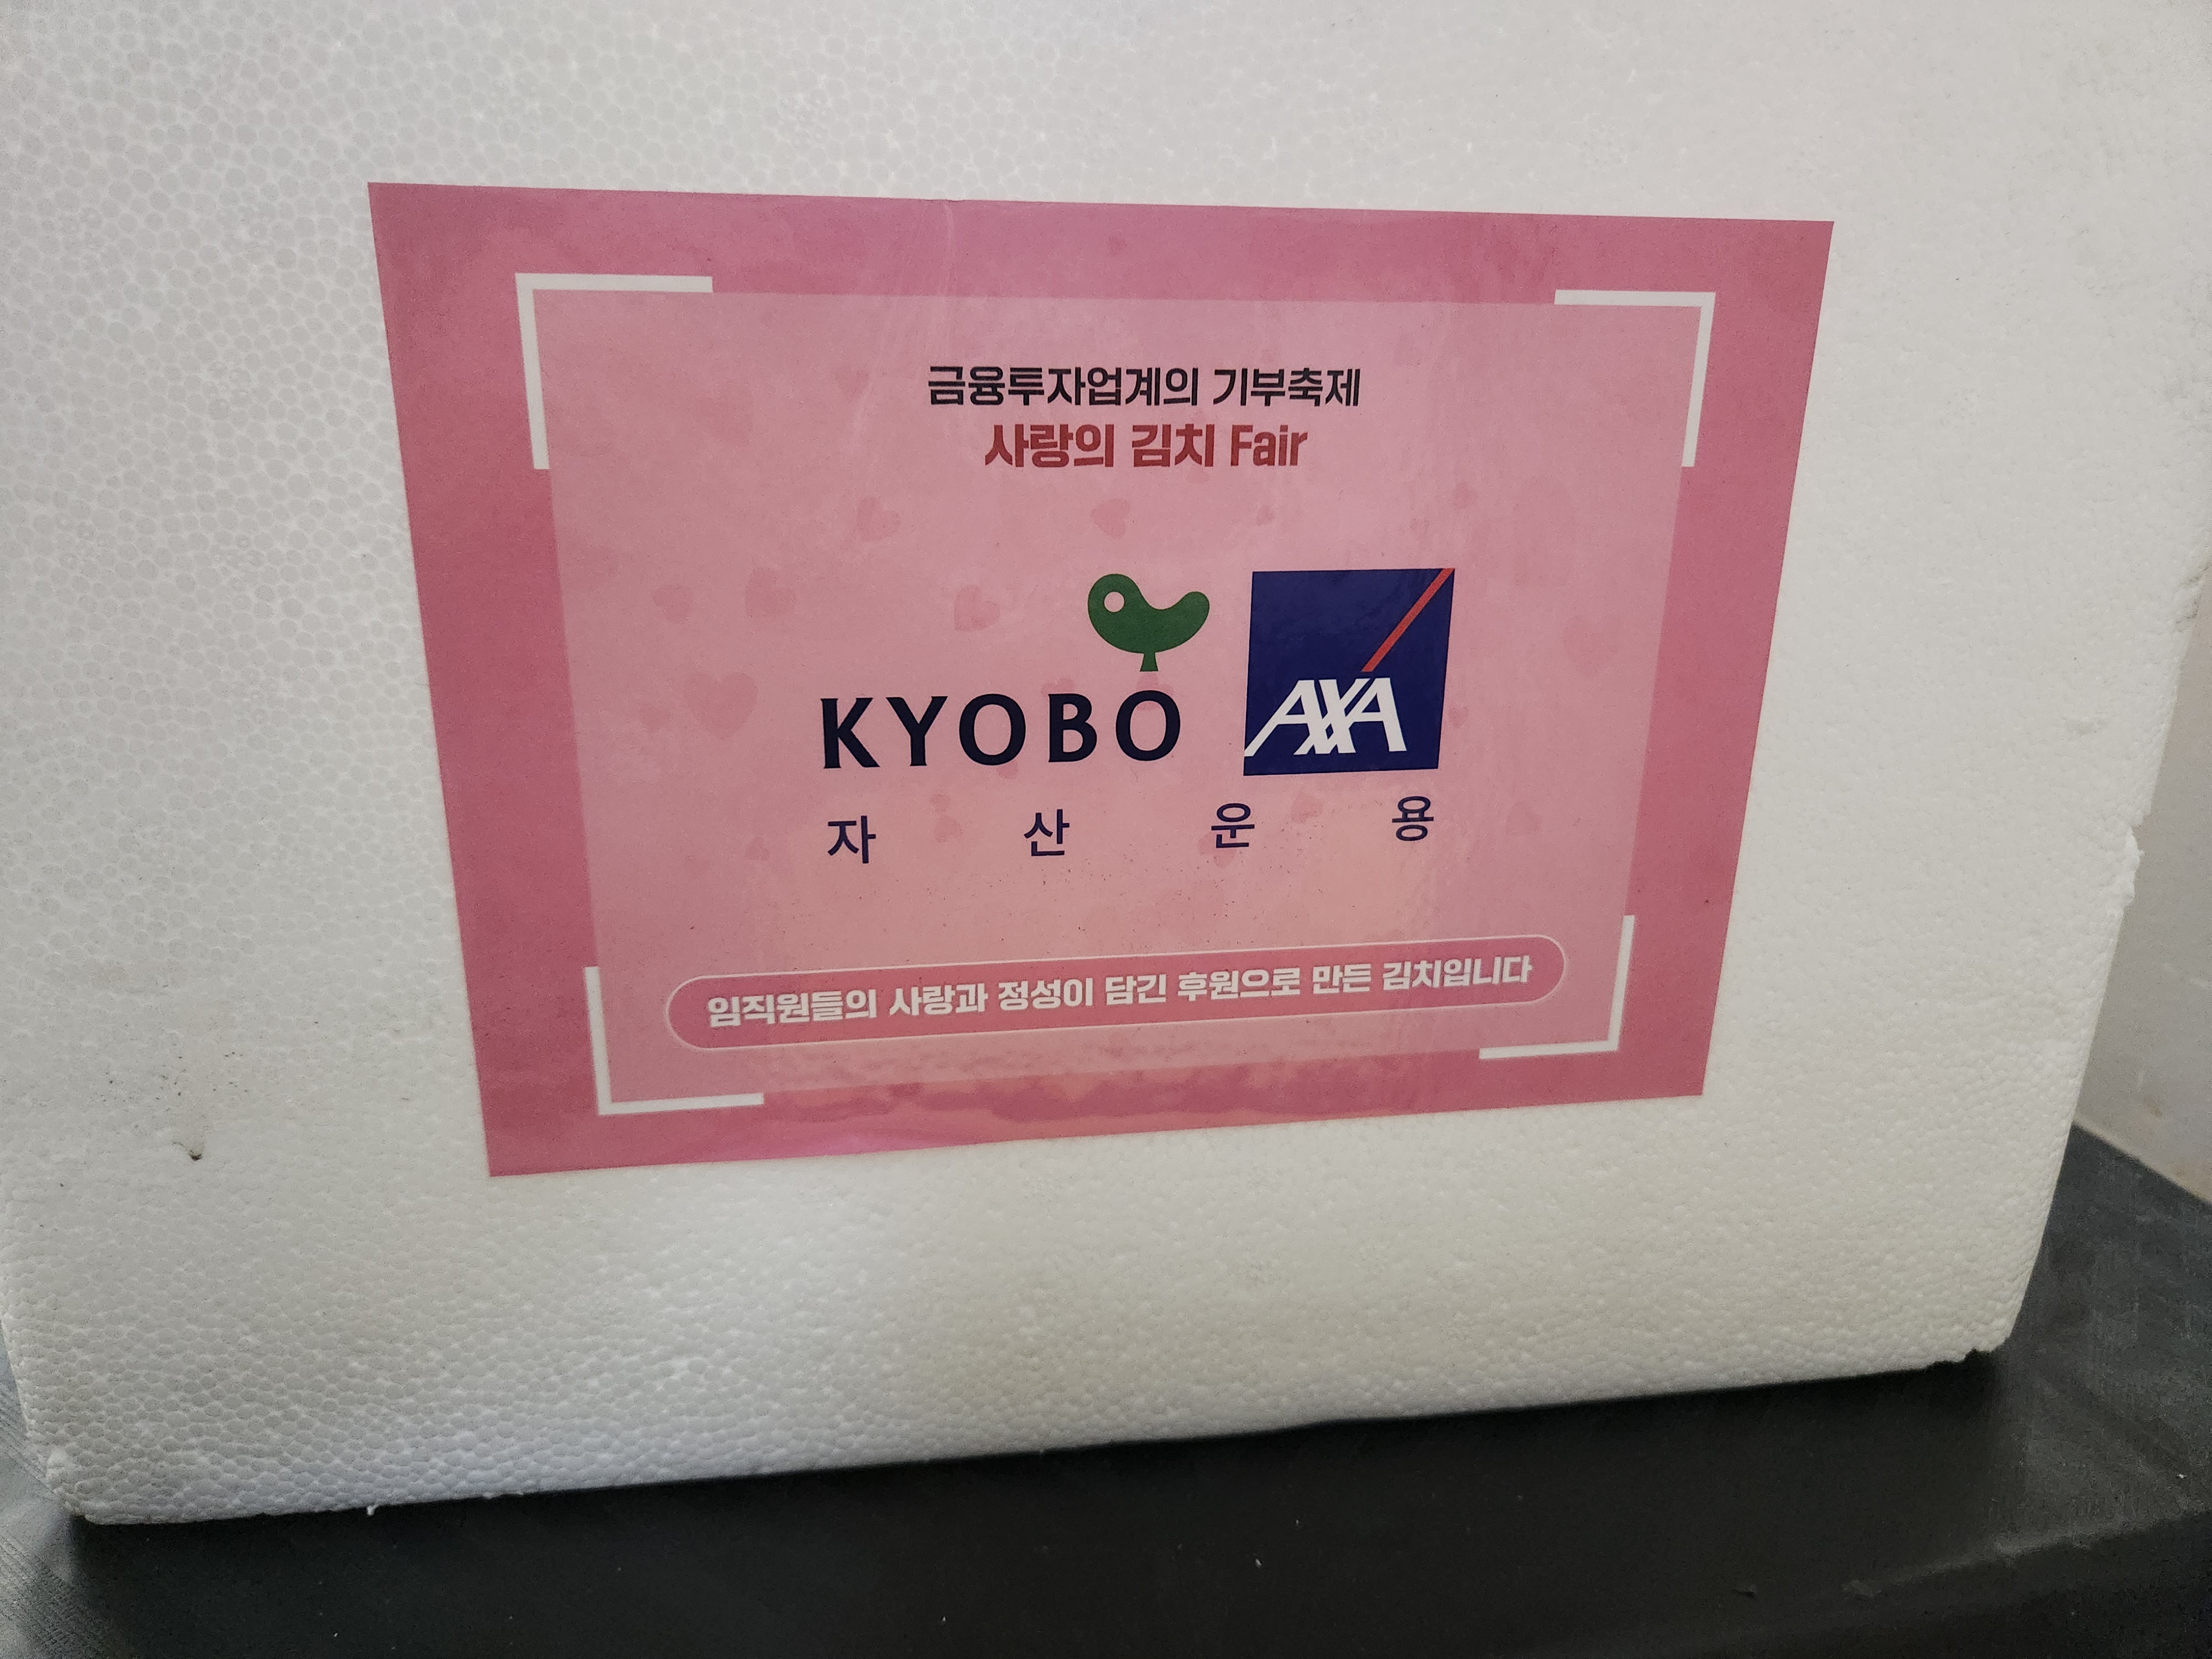 금융투자업계의 기부축제
사랑의 김치 Fair
KYOBO AXA
자산운용
임직원들의 사랑과 정성이 담긴 후원으로 만든 김치입니다